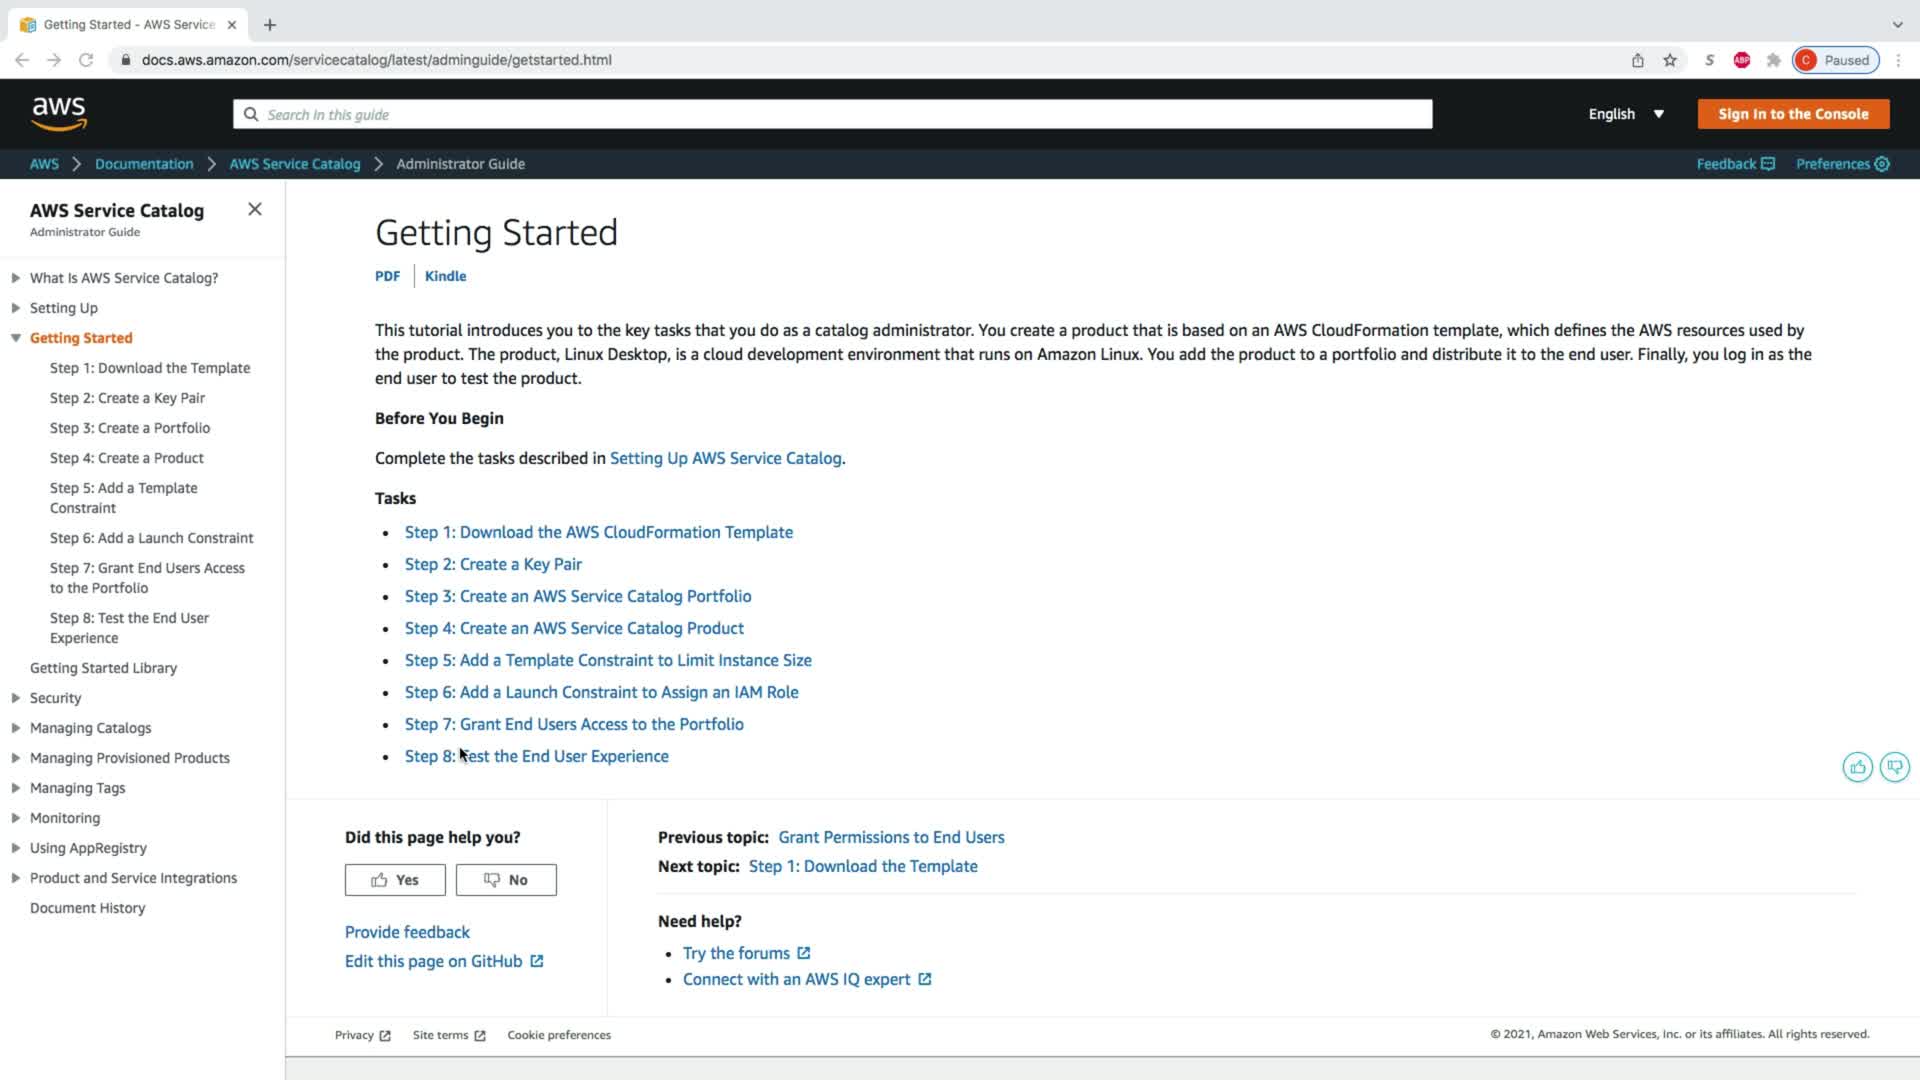 Getting Started - AWS Service
docs.aws.amazon.com/servicecatalog/latest/adminguide/getstarted.html
S
ABP
C
Paused
aws
Search in this guide
English
Sign In to the Console
AWS
Documentation
AWS Service Catalog
Administrator Guide
Feedback
Preferences
AWS Service Catalog
Administrator Guide
What Is AWS Service Catalog?
Setting Up
Getting Started
Step 1: Download the Template
Step 2: Create a Key Pair
Step 3: Create a Portfolio
Step 4: Create a Product
Step 5: Add a Template
Constraint
Step 6: Add a Launch Constraint
Step 7: Grant End Users Access
to the Portfolio
Step 8: Test the End User
Experience
Getting Started Library
Security
Managing Catalogs
Managing Provisioned Products
Managing Tags
Monitoring
Using AppRegistry
Product and Service Integrations
Document History
Getting Started
PDF
Kindle
This tutorial introduces you to the key tasks that you do as a catalog administrator. You create a product that is based on an AWS CloudFormation template, which defines the AWS resources used by
the product. The product, Linux Desktop, is a cloud development environment that runs on Amazon Linux. You add the product to a portfolio and distribute it to the end user. Finally, you log in as the
end user to test the product.
Before You Begin
Complete the tasks described in Setting Up AWS Service Catalog.
Tasks
• Step 1: Download the AWS CloudFormation Template
• Step 2: Create a Key Pair
• Step 3: Create an AWS Service Catalog Portfolio
• Step 4: Create an AWS Service Catalog Product
• Step 5: Add a Template Constraint to Limit Instance Size
• Step 6: Add a Launch Constraint to Assign an IAM Role
• Step 7: Grant End Users Access to the Portfolio
• Step 8: Test the End User Experience
Did this page help you?
Yes
No
Provide feedback
Edit this page on GitHub
Previous topic: Grant Permissions to End Users
Next topic: Step 1: Download the Template
Need help?
• Try the forums
• Connect with an AWS IQ expert
Privacy
Site terms
Cookie preferences
© 2021, Amazon Web Services, Inc. or its affiliates. All rights reserved.